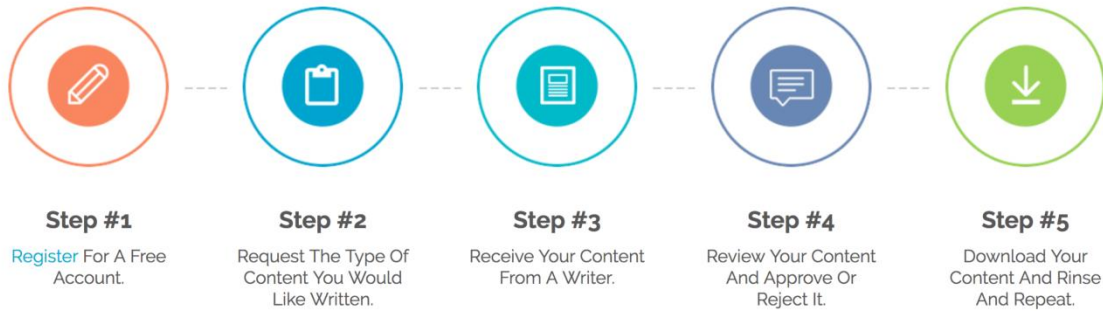 Step #1
Register For A Free
Account.
Step #2
Request The Type Of
Content You Would
Like Written.
Step #3
Receive Your Content
From A Writer.
Step #4
Review Your Content
And Approve Or
Reject It.
Step #5
Download Your
Content And Rinse
And Repeat.